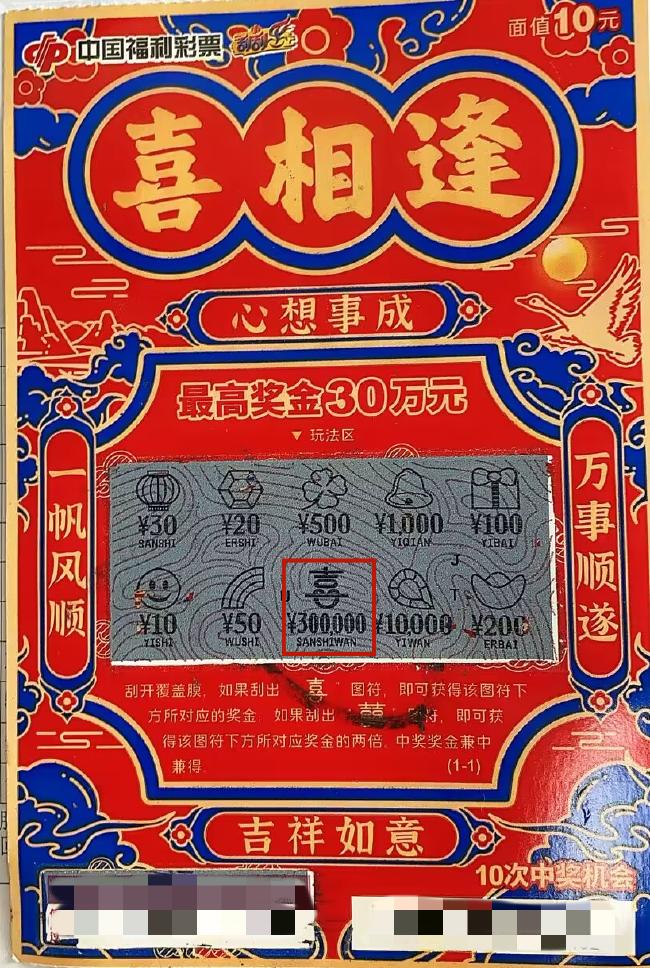 中国福利彩票 刮刮乐
面值10元
喜相逢
心想事成
最高奖金30万元
▼ 玩法区
一帆风顺
万事顺遂
¥30 ¥20 ¥500 ¥1,000 ¥100
SANSHI ERSHI WUBAI YIQIAN YIBAI
喜
¥10 ¥50 ¥300000 ¥10,000 ¥200
YISHI WUSHI SANSHIWAN YIWAN ERBAI
刮开覆盖膜，如果刮出 喜 图符，即可获得该图符下
方所对应的奖金，如果刮出 囍 图符，即可获
得该图符下方所对应奖金的两倍。中奖奖金兼中
兼得。 (1-1)
吉祥如意
10次中奖机会